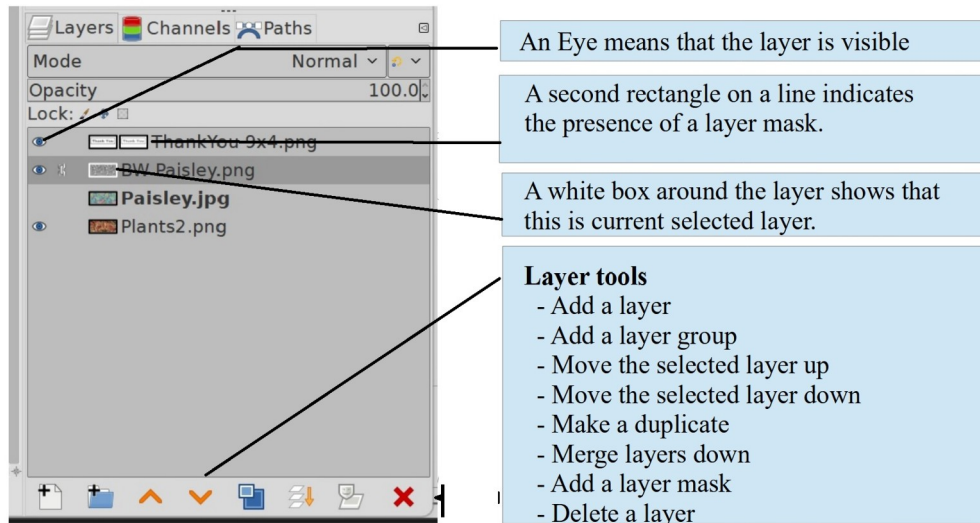 Layers Channels Paths
Mode Normal
Opacity 100.0
Lock:
ThankYou 9x4.png
BW Paisley.png
Paisley.jpg
Plants2.png
An Eye means that the layer is visible
A second rectangle on a line indicates
the presence of a layer mask.
A white box around the layer shows that
this is current selected layer.
Layer tools
- Add a layer
- Add a layer group
- Move the selected layer up
- Move the selected layer down
- Make a duplicate
- Merge layers down
- Add a layer mask
- Delete a layer